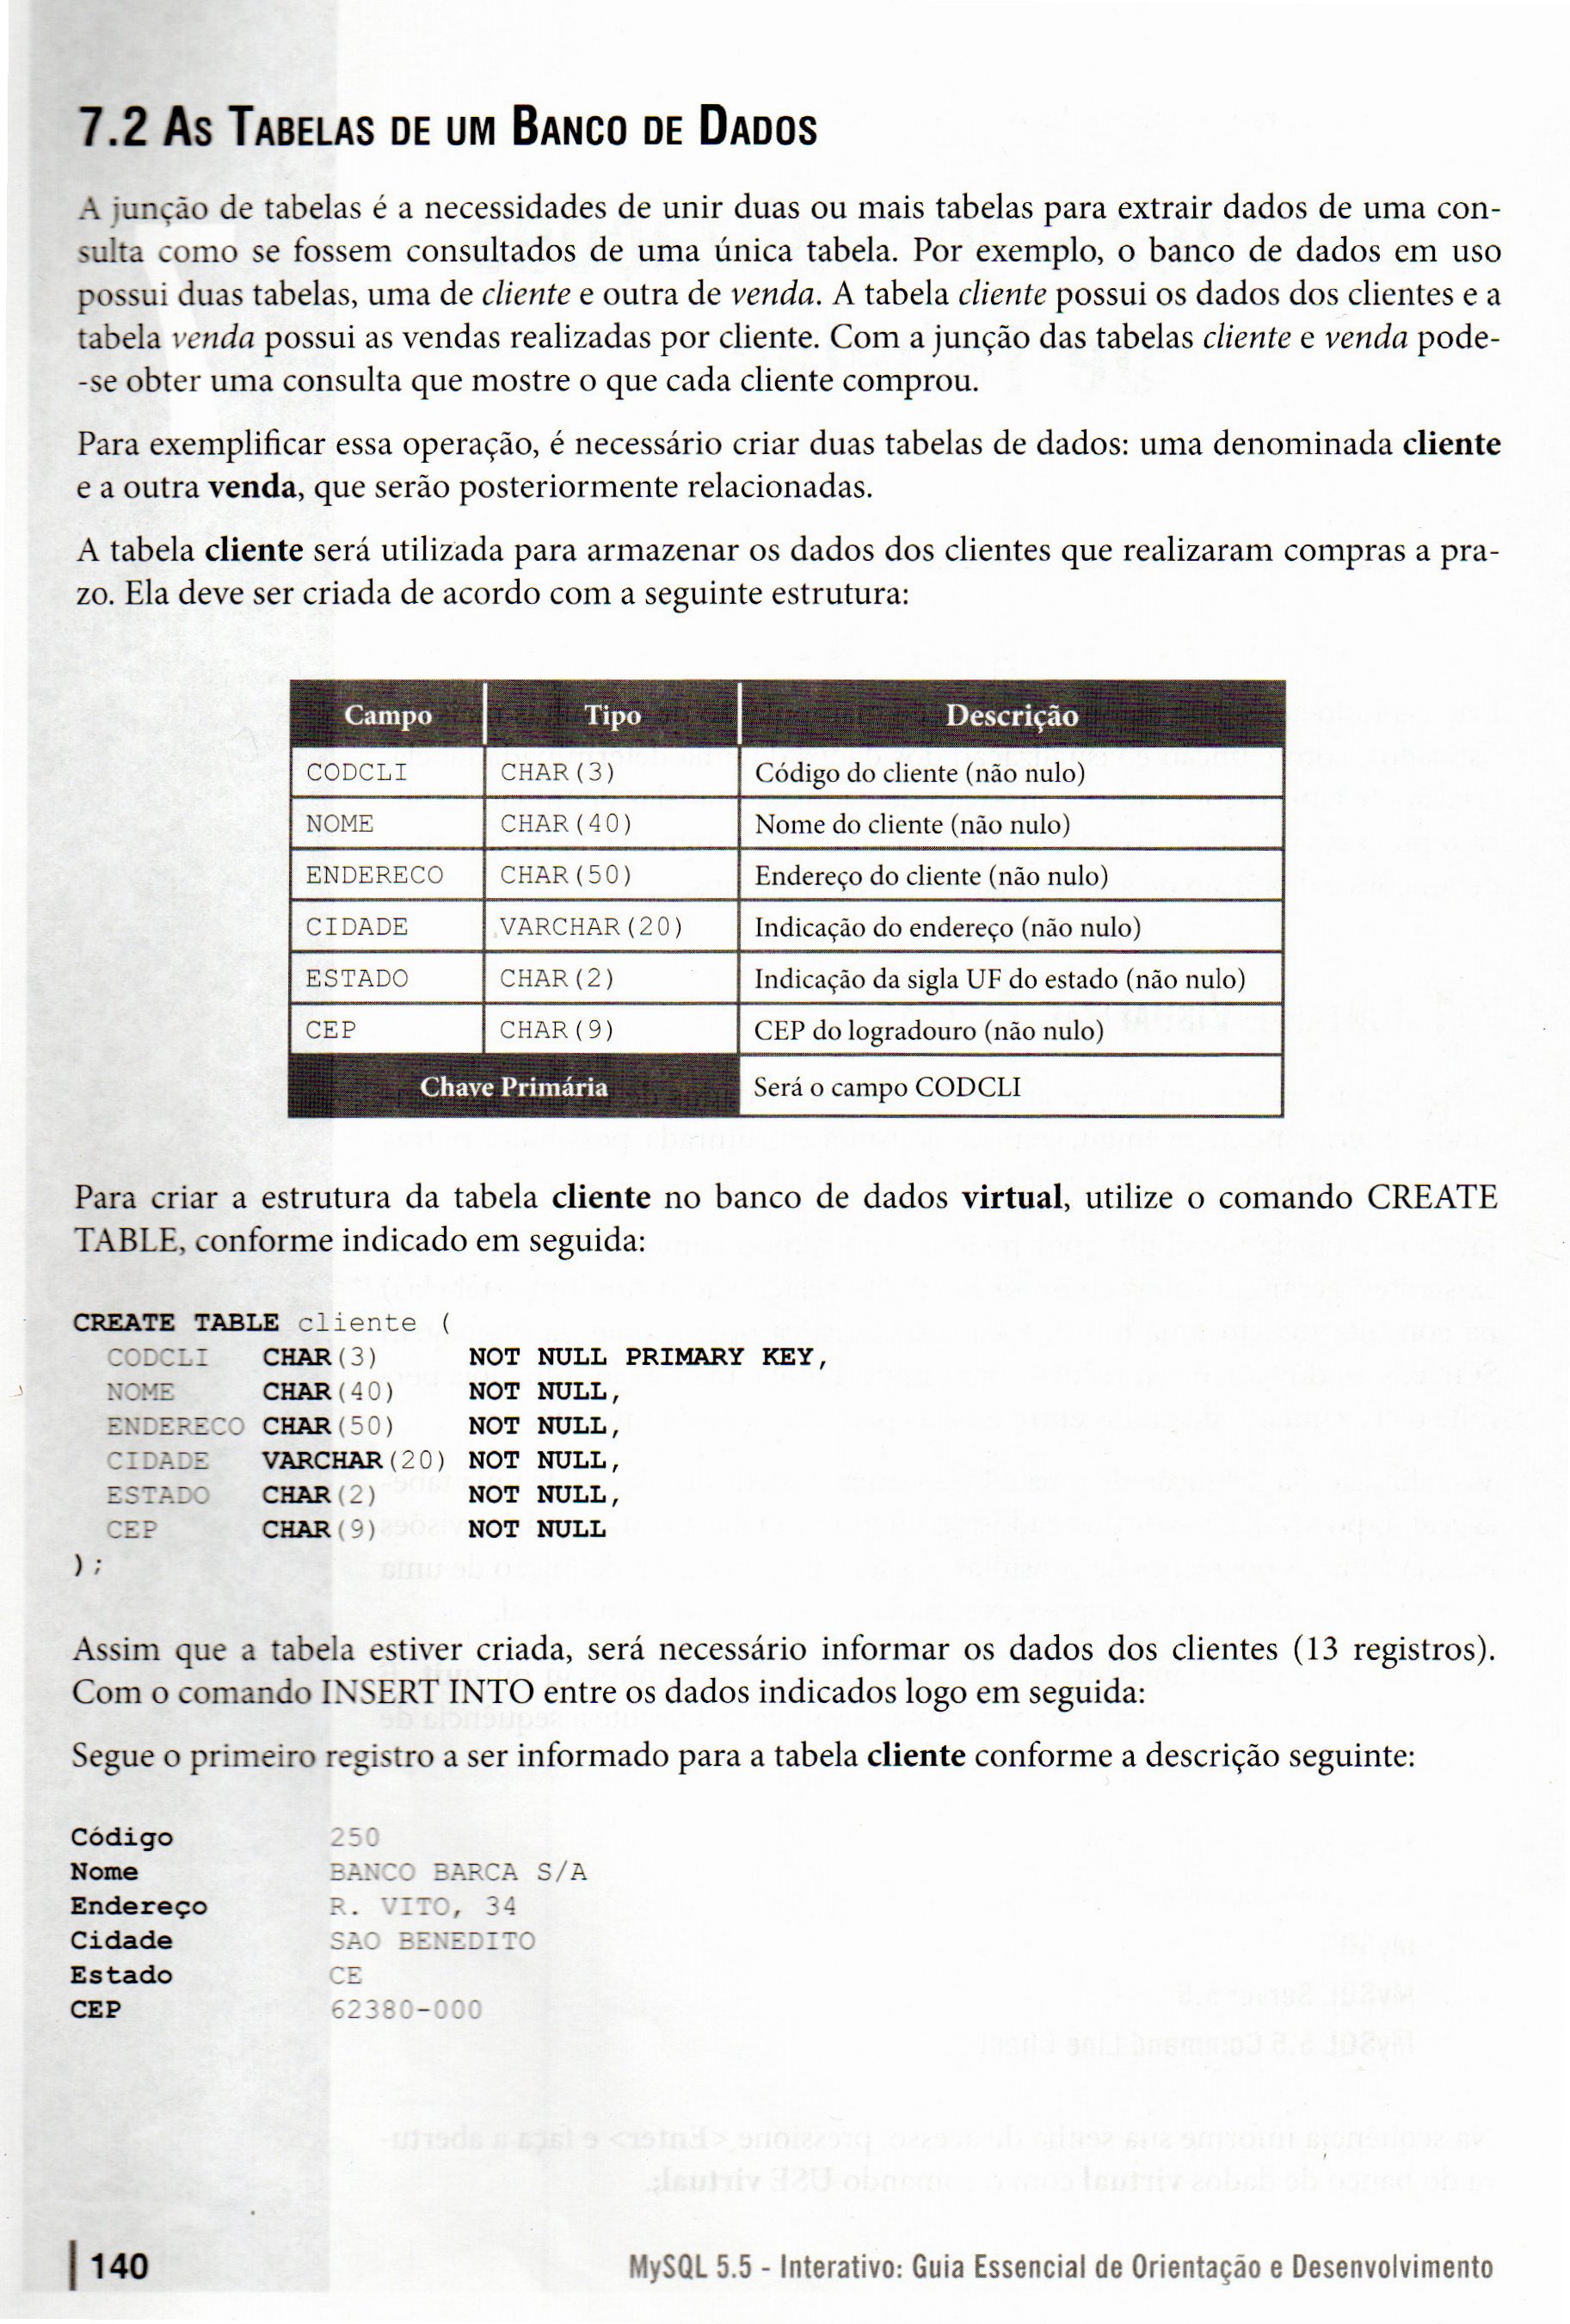 7.2 As Tabelas de um Banco de Dados
A junção de tabelas é a necessidades de unir duas ou mais tabelas para extrair dados de uma con-
sulta como se fossem consultados de uma única tabela. Por exemplo, o banco de dados em uso
possui duas tabelas, uma de cliente e outra de venda. A tabela cliente possui os dados dos clientes e a
tabela venda possui as vendas realizadas por cliente. Com a junção das tabelas cliente e venda pode-
-se obter uma consulta que mostre o que cada cliente comprou.
Para exemplificar essa operação, é necessário criar duas tabelas de dados: uma denominada cliente
e a outra venda, que serão posteriormente relacionadas.
A tabela cliente será utilizada para armazenar os dados dos clientes que realizaram compras a pra-
zo. Ela deve ser criada de acordo com a seguinte estrutura:
Campo Tipo Descrição
CODCLI CHAR(3) Código do cliente (não nulo)
NOME CHAR(40) Nome do cliente (não nulo)
ENDERECO CHAR(50) Endereço do cliente (não nulo)
CIDADE VARCHAR(20) Indicação do endereço (não nulo)
ESTADO CHAR(2) Indicação da sigla UF do estado (não nulo)
CEP CHAR(9) CEP do logradouro (não nulo)
Chave Primária Será o campo CODCLI
Para criar a estrutura da tabela cliente no banco de dados virtual, utilize o comando CREATE
TABLE, conforme indicado em seguida:
CREATE TABLE cliente (
CODCLI CHAR(3) NOT NULL PRIMARY KEY,
NOME CHAR(40) NOT NULL,
ENDERECO CHAR(50) NOT NULL,
CIDADE VARCHAR(20) NOT NULL,
ESTADO CHAR(2) NOT NULL,
CEP CHAR(9) NOT NULL
);
Assim que a tabela estiver criada, será necessário informar os dados dos clientes (13 registros).
Com o comando INSERT INTO entre os dados indicados logo em seguida:
Segue o primeiro registro a ser informado para a tabela cliente conforme a descrição seguinte:
Código 250
Nome BANCO BARCA S/A
Endereço R. VITO, 34
Cidade SAO BENEDITO
Estado CE
CEP 62380-000
140 MySQL 5.5 - Interativo: Guia Essencial de Orientação e Desenvolvimento